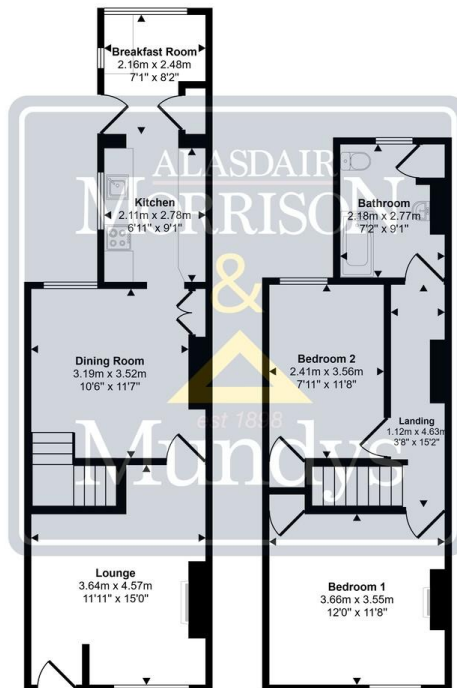 Breakfast Room
2.16m x 2.48m
7'1" x 8'2"
ALASDAIR
MORRISON
&
est 1898
Mundys
Kitchen
2.11m x 2.78m
6'11" x 9'1"
Dining Room
3.19m x 3.52m
10'6" x 11'7"
Lounge
3.64m x 4.57m
11'11" x 15'0"
Bathroom
2.18m x 2.77m
7'2" x 9'1"
Bedroom 2
2.41m x 3.56m
7'11" x 11'8"
Landing
1.12m x 4.63m
3'8" x 15'2"
Bedroom 1
3.66m x 3.55m
12'0" x 11'8"